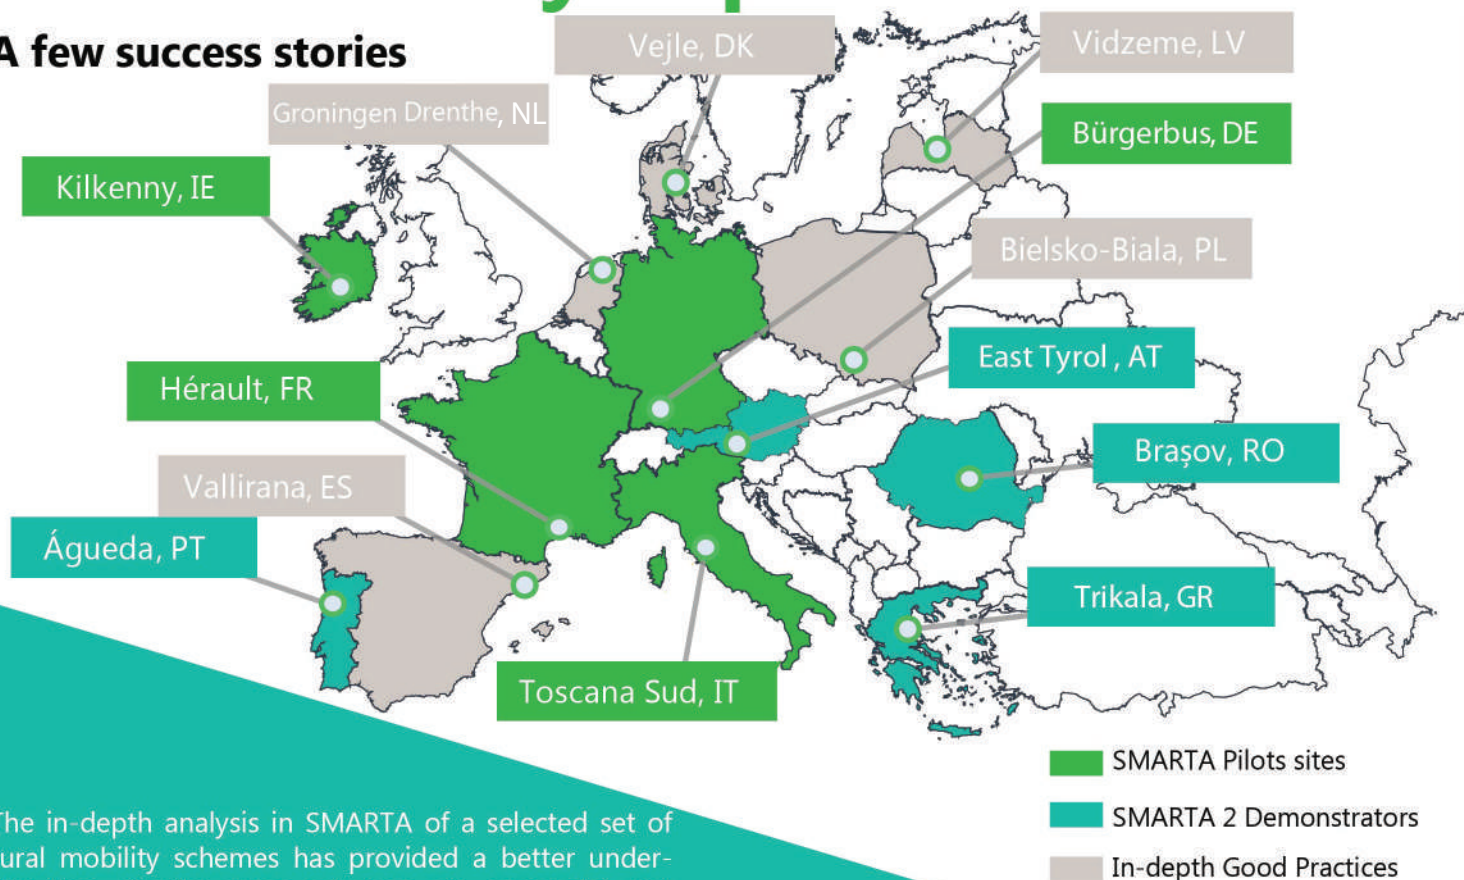 A few success stories
Vejle, DK
Vidzeme, LV
Groningen Drenthe, NL
Bürgerbus, DE
Kilkenny, IE
Bielsko-Biala, PL
East Tyrol , AT
Hérault, FR
Brașov, RO
Vallirana, ES
Águeda, PT
Trikala, GR
Toscana Sud, IT
SMARTA Pilots sites
SMARTA 2 Demonstrators
In-depth Good Practices
The in-depth analysis in SMARTA of a selected set of
rural mobility schemes has provided a better under-